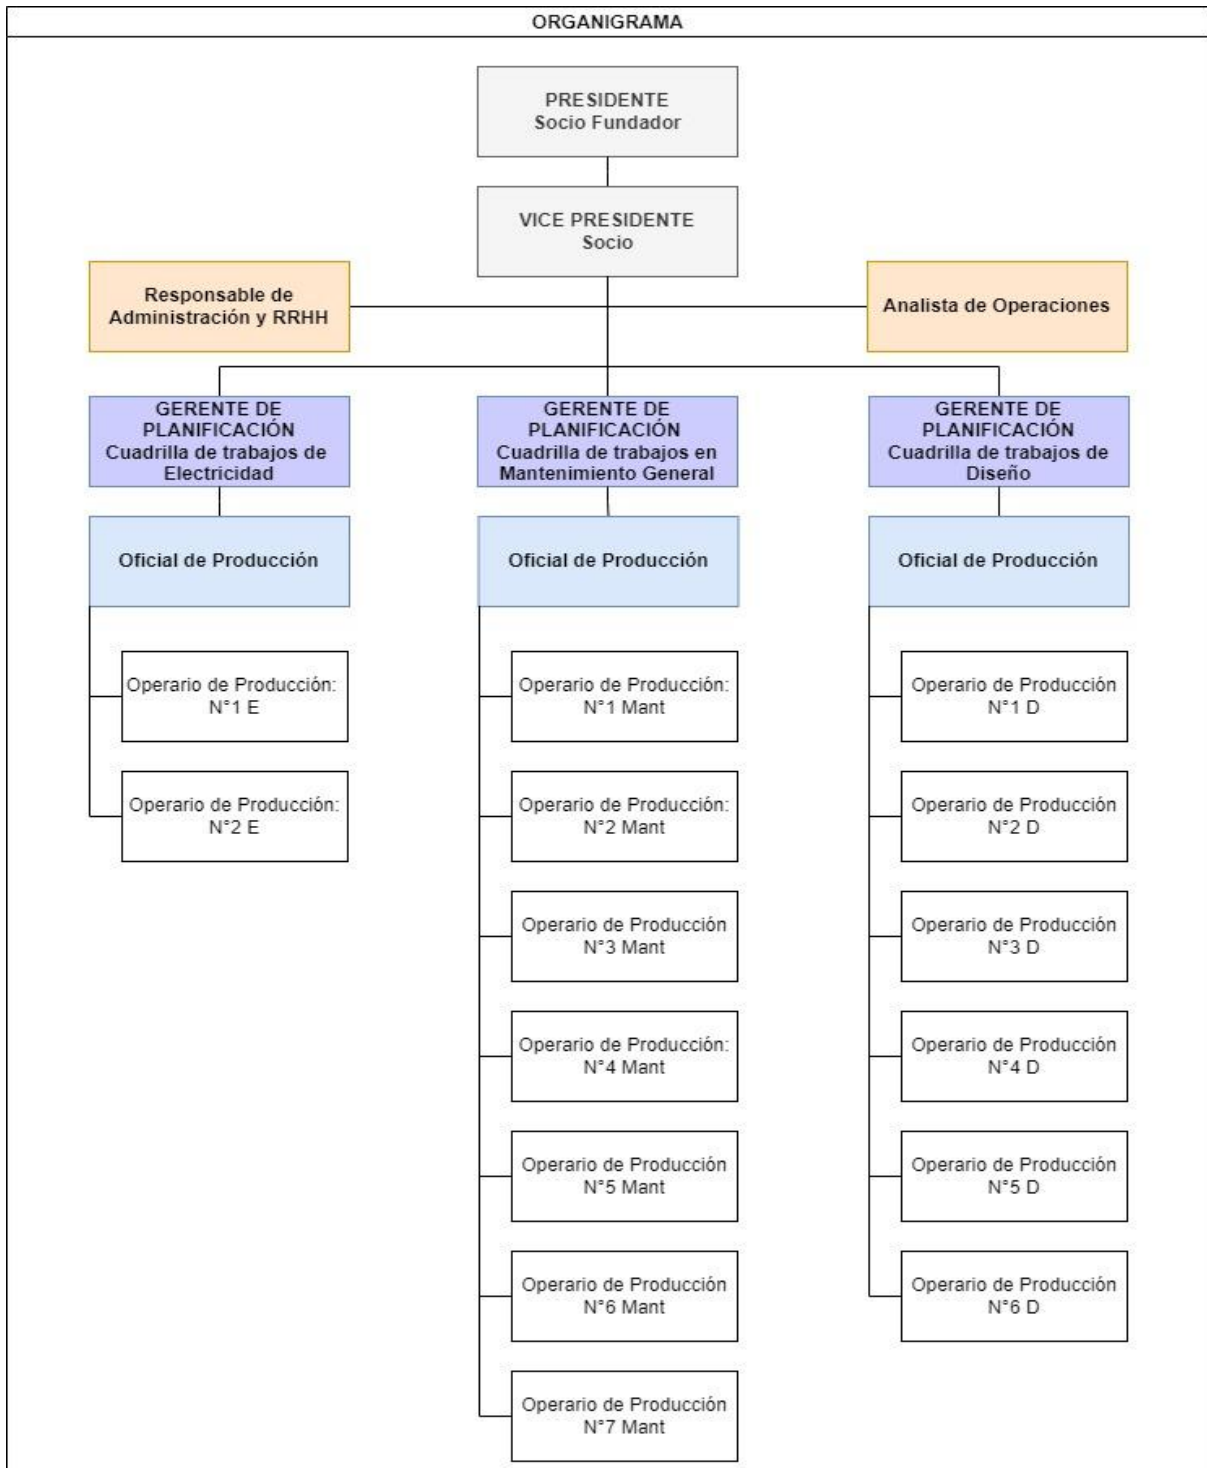 ORGANIGRAMA
PRESIDENTE
Socio Fundador
VICE PRESIDENTE
Socio
Responsable de
Administración y RRHH
Analista de Operaciones
GERENTE DE
PLANIFICACIÓN
Cuadrilla de trabajos de
Electricidad
GERENTE DE
PLANIFICACIÓN
Cuadrilla de trabajos en
Mantenimiento General
GERENTE DE
PLANIFICACIÓN
Cuadrilla de trabajos de
Diseño
Oficial de Producción
Oficial de Producción
Oficial de Producción
Operario de Producción:
N°1 E
Operario de Producción:
N°1 Mant
Operario de Producción
N°1 D
Operario de Producción:
N°2 E
Operario de Producción:
N°2 Mant
Operario de Producción
N°2 D
Operario de Producción
N°3 Mant
Operario de Producción
N°3 D
Operario de Producción:
N°4 Mant
Operario de Producción
N°4 D
Operario de Producción
N°5 Mant
Operario de Producción
N°5 D
Operario de Producción
N°6 Mant
Operario de Producción
N°6 D
Operario de Producción
N°7 Mant